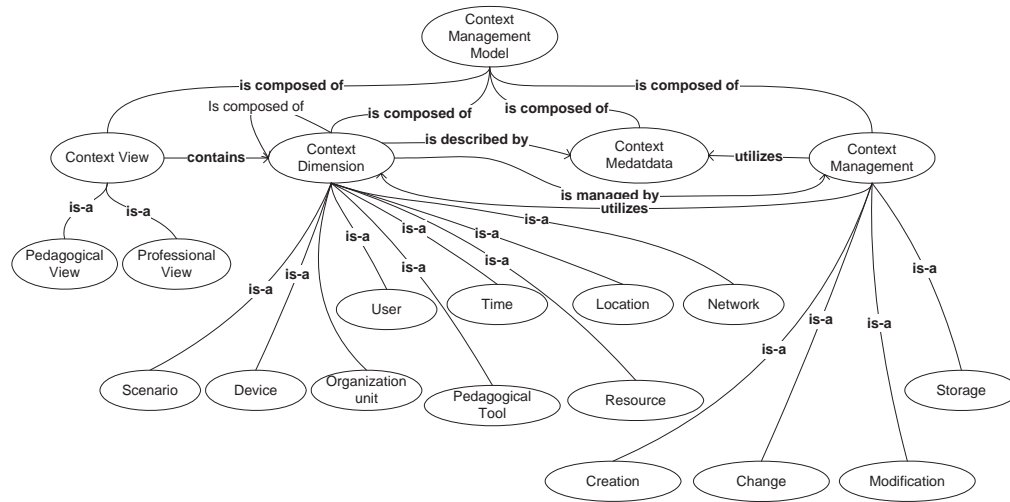 Context
Management
Model
is composed of
is composed of
Is composed of
is composed of
is composed of
is described by
Context View
contains
Context
Dimension
Context
Medatdata
utilizes
Context
Management
is managed by
utilizes
is-a
is-a
is-a
is-a
is-a
is-a
Pedagogical
View
Professional
View
is-a
is-a
is-a
is-a
is-a
User
Time
Location
Network
is-a
is-a
is-a
Scenario
Device
Organization
unit
Pedagogical
Tool
Resource
Storage
Creation
Change
Modification